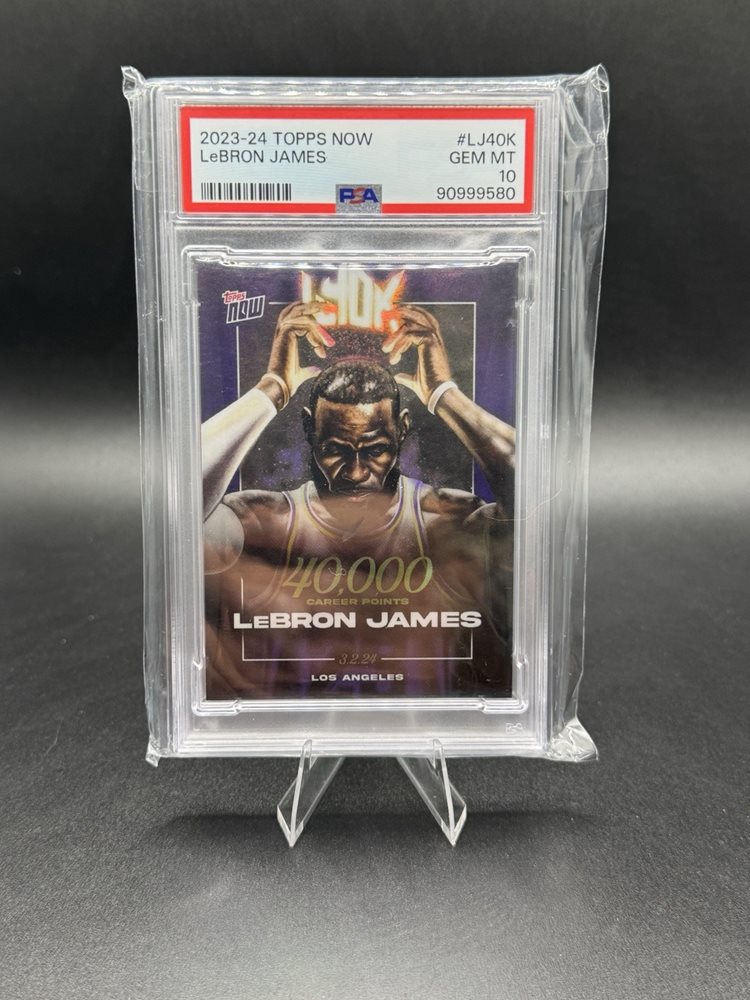 2023-24 TOPPS NOW #LJ40K
LeBRON JAMES GEM MT
10
PSA 90999580
TOPPS
NOW
40K
40,000
CAREER POINTS
LeBRON JAMES
3.2.24
LOS ANGELES